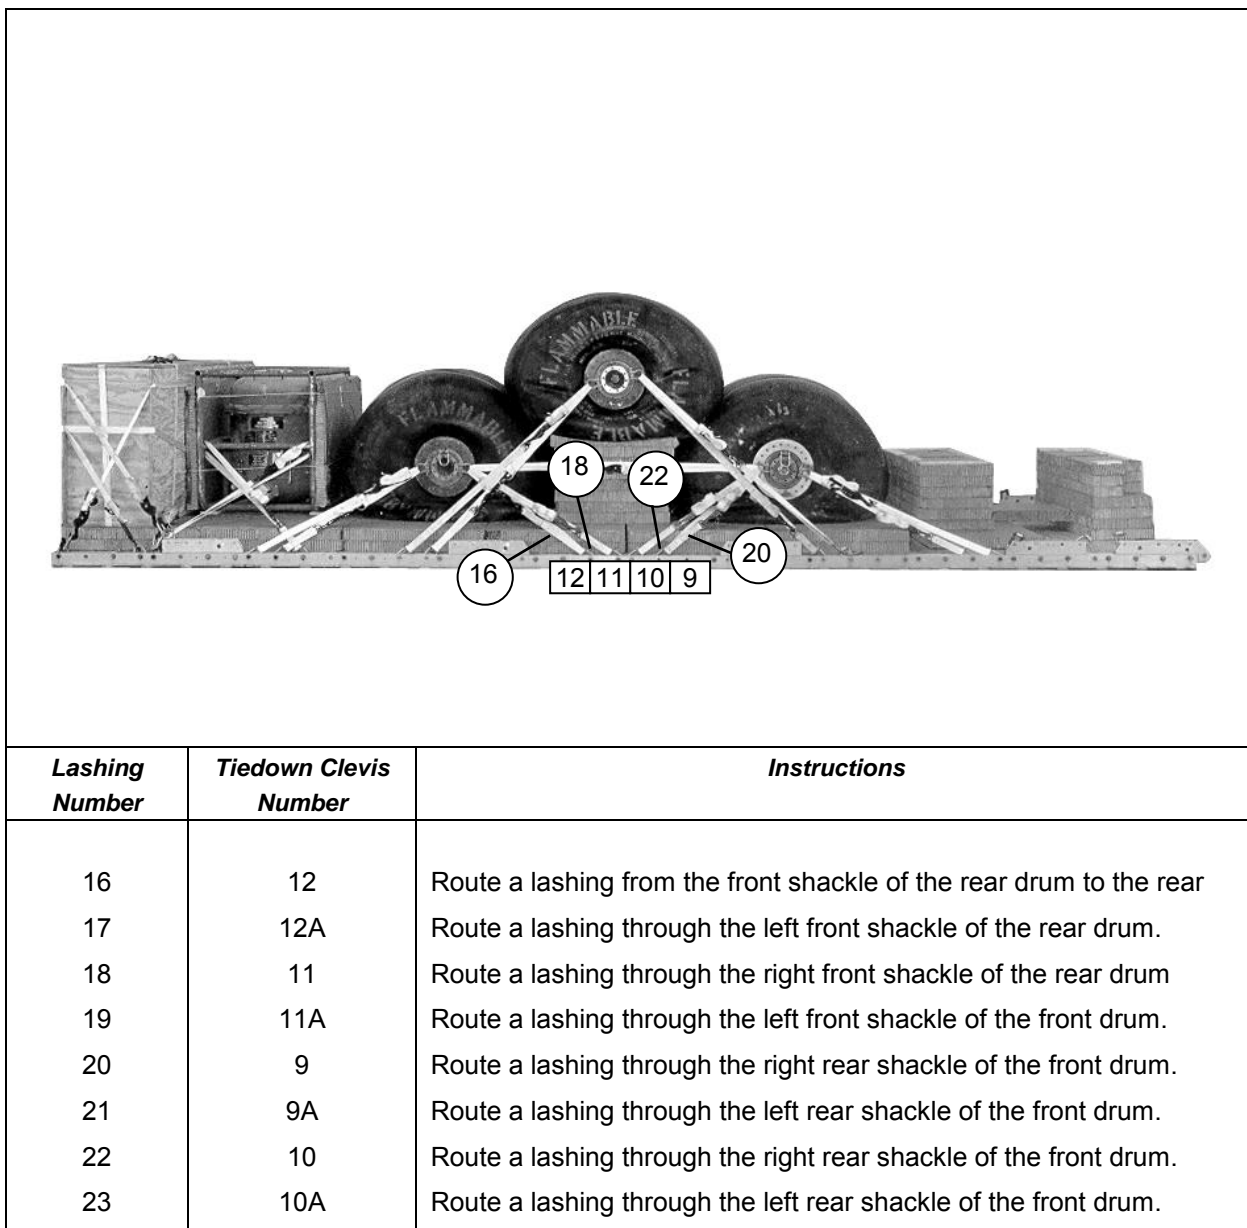 FLAMMABLE
FLAMMABLE
FLAMMABLE
FLAMMABLE
18
22
16
20
12 11 10 9
Lashing Number
Tiedown Clevis Number
Instructions
16 12 Route a lashing from the front shackle of the rear drum to the rear
17 12A Route a lashing through the left front shackle of the rear drum.
18 11 Route a lashing through the right front shackle of the rear drum
19 11A Route a lashing through the left front shackle of the front drum.
20 9 Route a lashing through the right rear shackle of the front drum.
21 9A Route a lashing through the left rear shackle of the front drum.
22 10 Route a lashing through the right rear shackle of the front drum.
23 10A Route a lashing through the left rear shackle of the front drum.